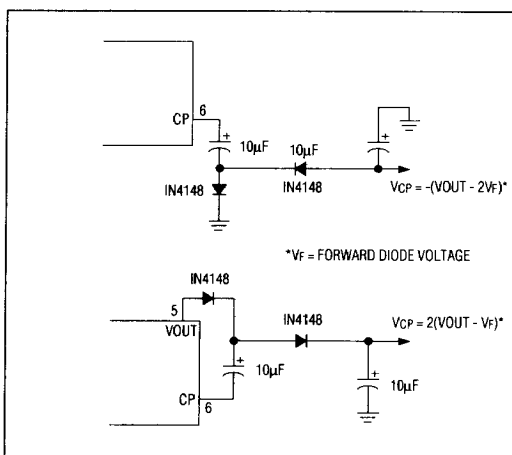 6
CP
+
+
10µF
10µF
IN4148
IN4148
VCP = -(VOUT - 2VF)*
*VF = FORWARD DIODE VOLTAGE
IN4148
5
IN4148
VOUT
VCP = 2(VOUT - VF)*
+
10µF
+
10µF
CP
6